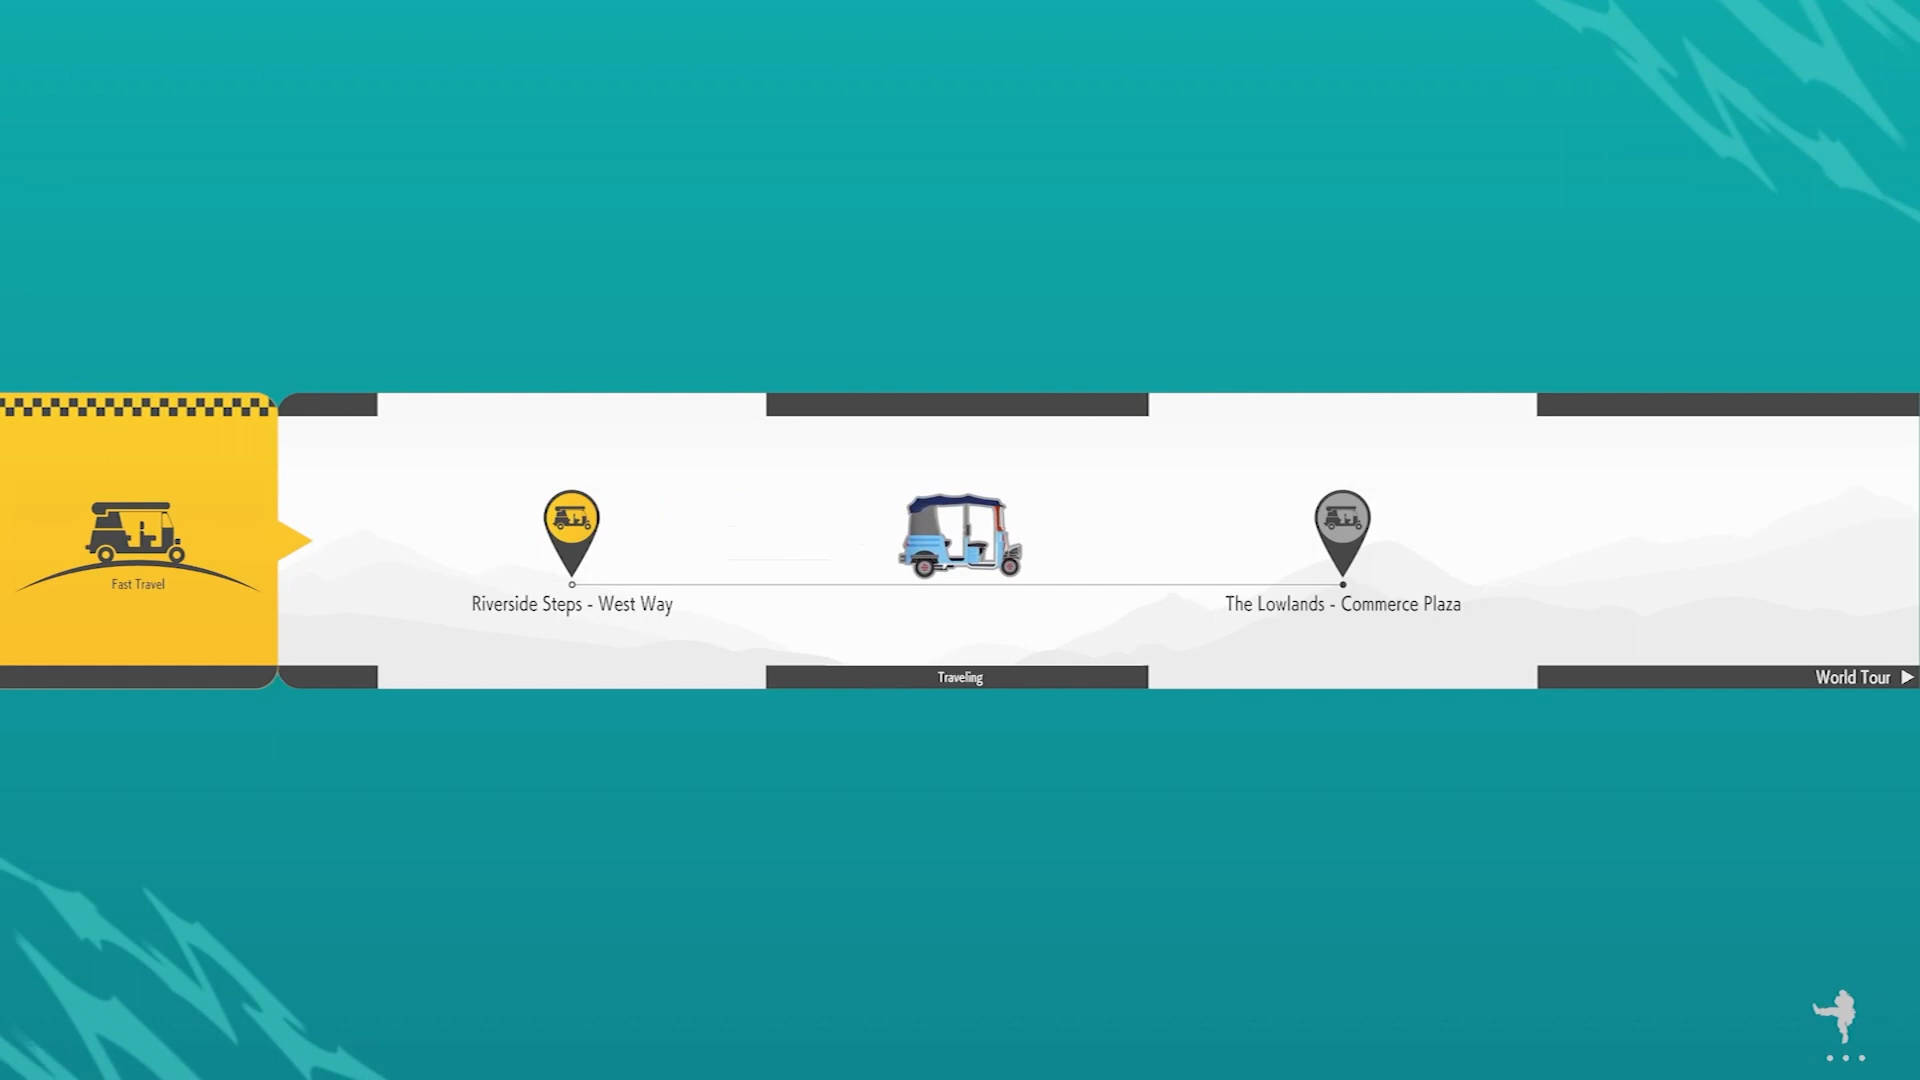 Fast Travel
Riverside Steps - West Way
The Lowlands - Commerce Plaza
Traveling
World Tour